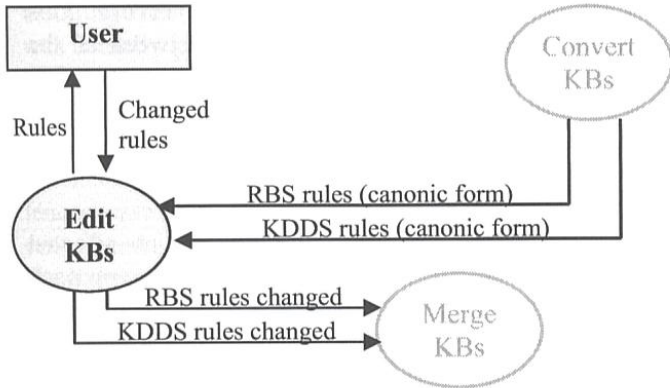 User
Convert
KBs
Rules
Changed
rules
RBS rules (canonic form)
Edit
KBs
KDDS rules (canonic form)
RBS rules changed
KDDS rules changed
Merge
KBs